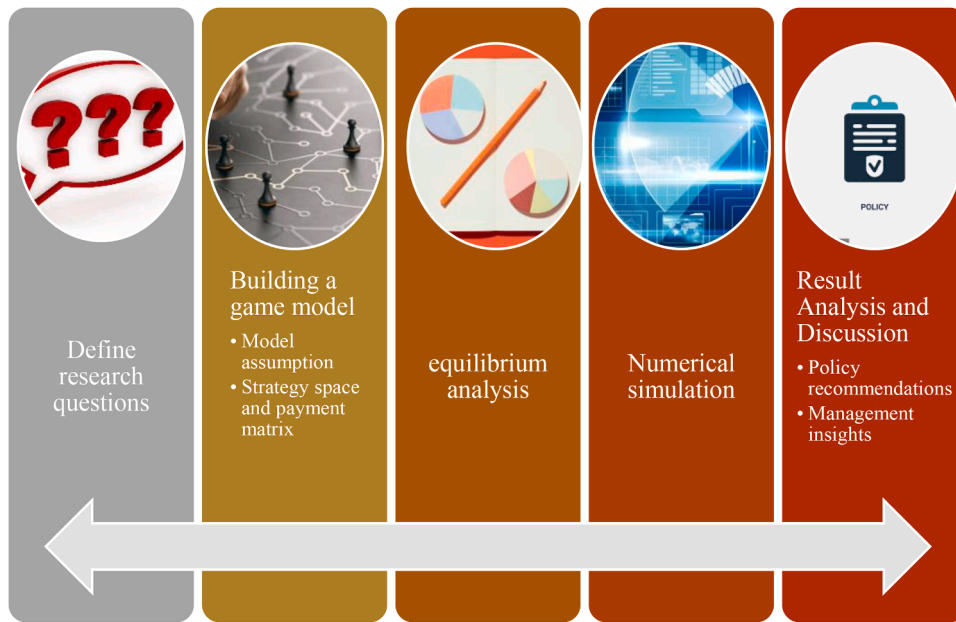 ???
Define
research
questions
Building a
game model
• Model
assumption
• Strategy space
and payment
matrix
equilibrium
analysis
Numerical
simulation
POLICY
Result
Analysis and
Discussion
• Policy
recommendations
• Management
insights